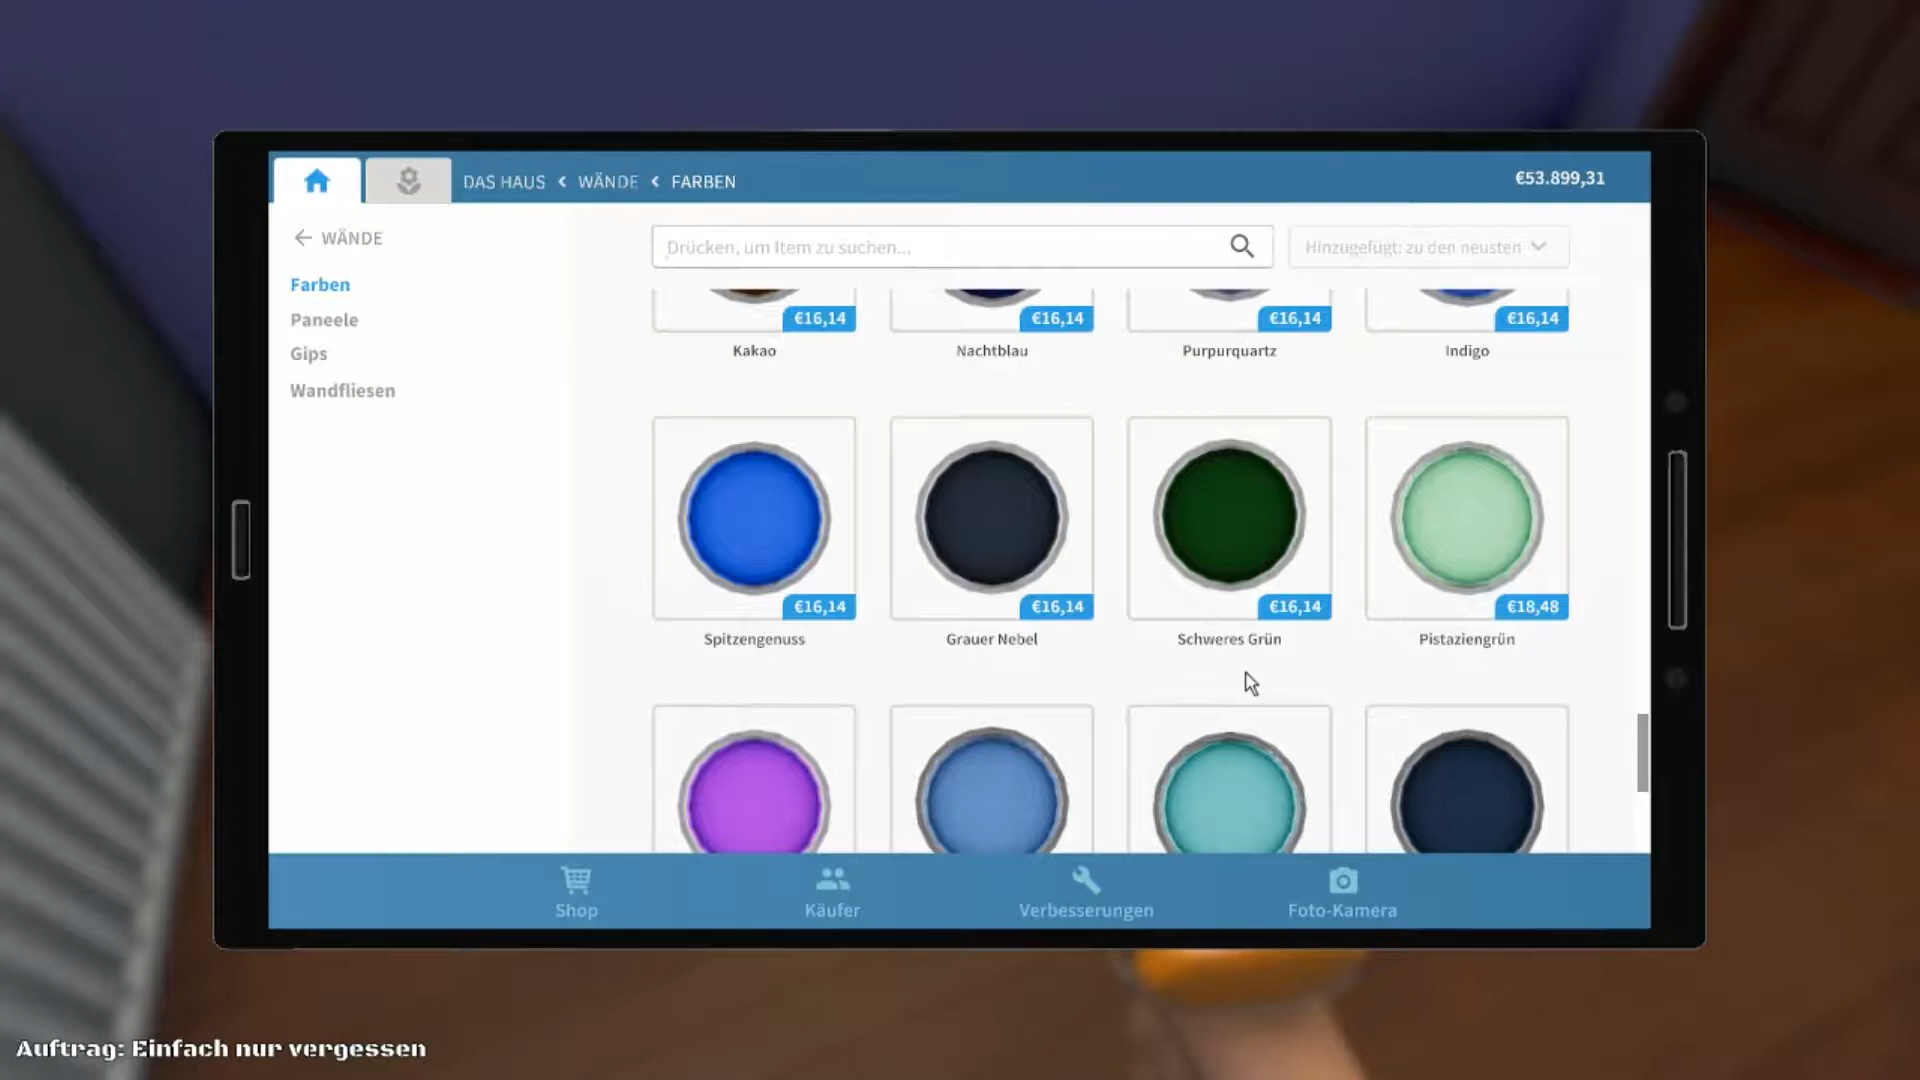 DAS HAUS < WÄNDE < FARBEN
€53.899,31
← WÄNDE
Drücken, um Item zu suchen...
Hinzugefügt: zu den neusten
Farben
Paneele
Gips
Wandfliesen
€16,14 €16,14 €16,14 €16,14
Kakao Nachtblau Purpurquartz Indigo
€16,14 €16,14 €16,14 €18,48
Spitzengenuss Grauer Nebel Schweres Grün Pistaziengrün
Shop Käufer Verbesserungen Foto-Kamera
Auftrag: Einfach nur vergessen